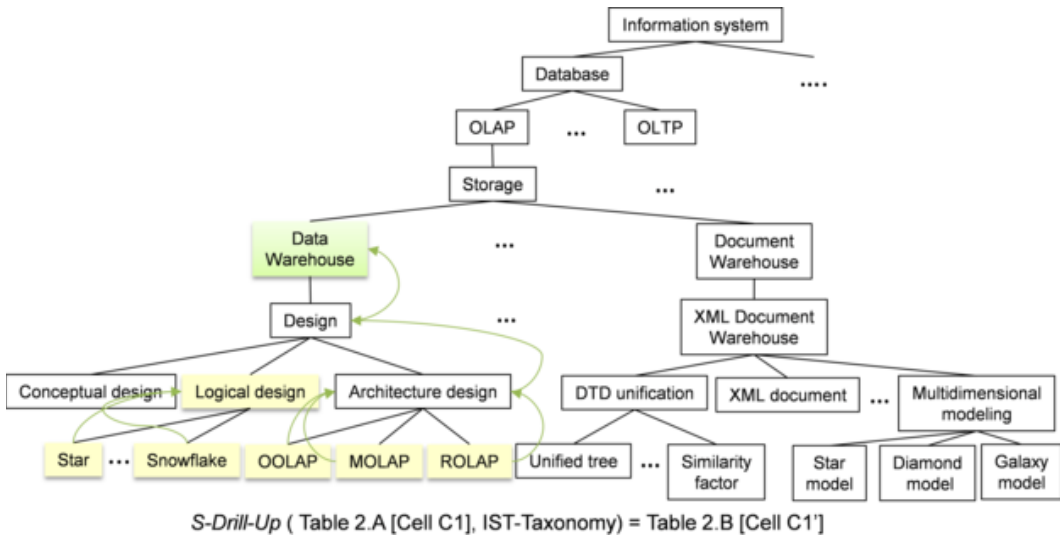 Information system
Database
....
OLAP
...
OLTP
Storage
...
Data
Warehouse
...
Document
Warehouse
Design
...
XML Document
Warehouse
Conceptual design
Logical design
Architecture design
DTD unification
XML document
...
Multidimensional
modeling
Star
...
Snowflake
OOLAP
MOLAP
ROLAP
Unified tree
...
Similarity
factor
Star
model
Diamond
model
Galaxy
model
S-Drill-Up ( Table 2.A [Cell C1], IST-Taxonomy) = Table 2.B [Cell C1']